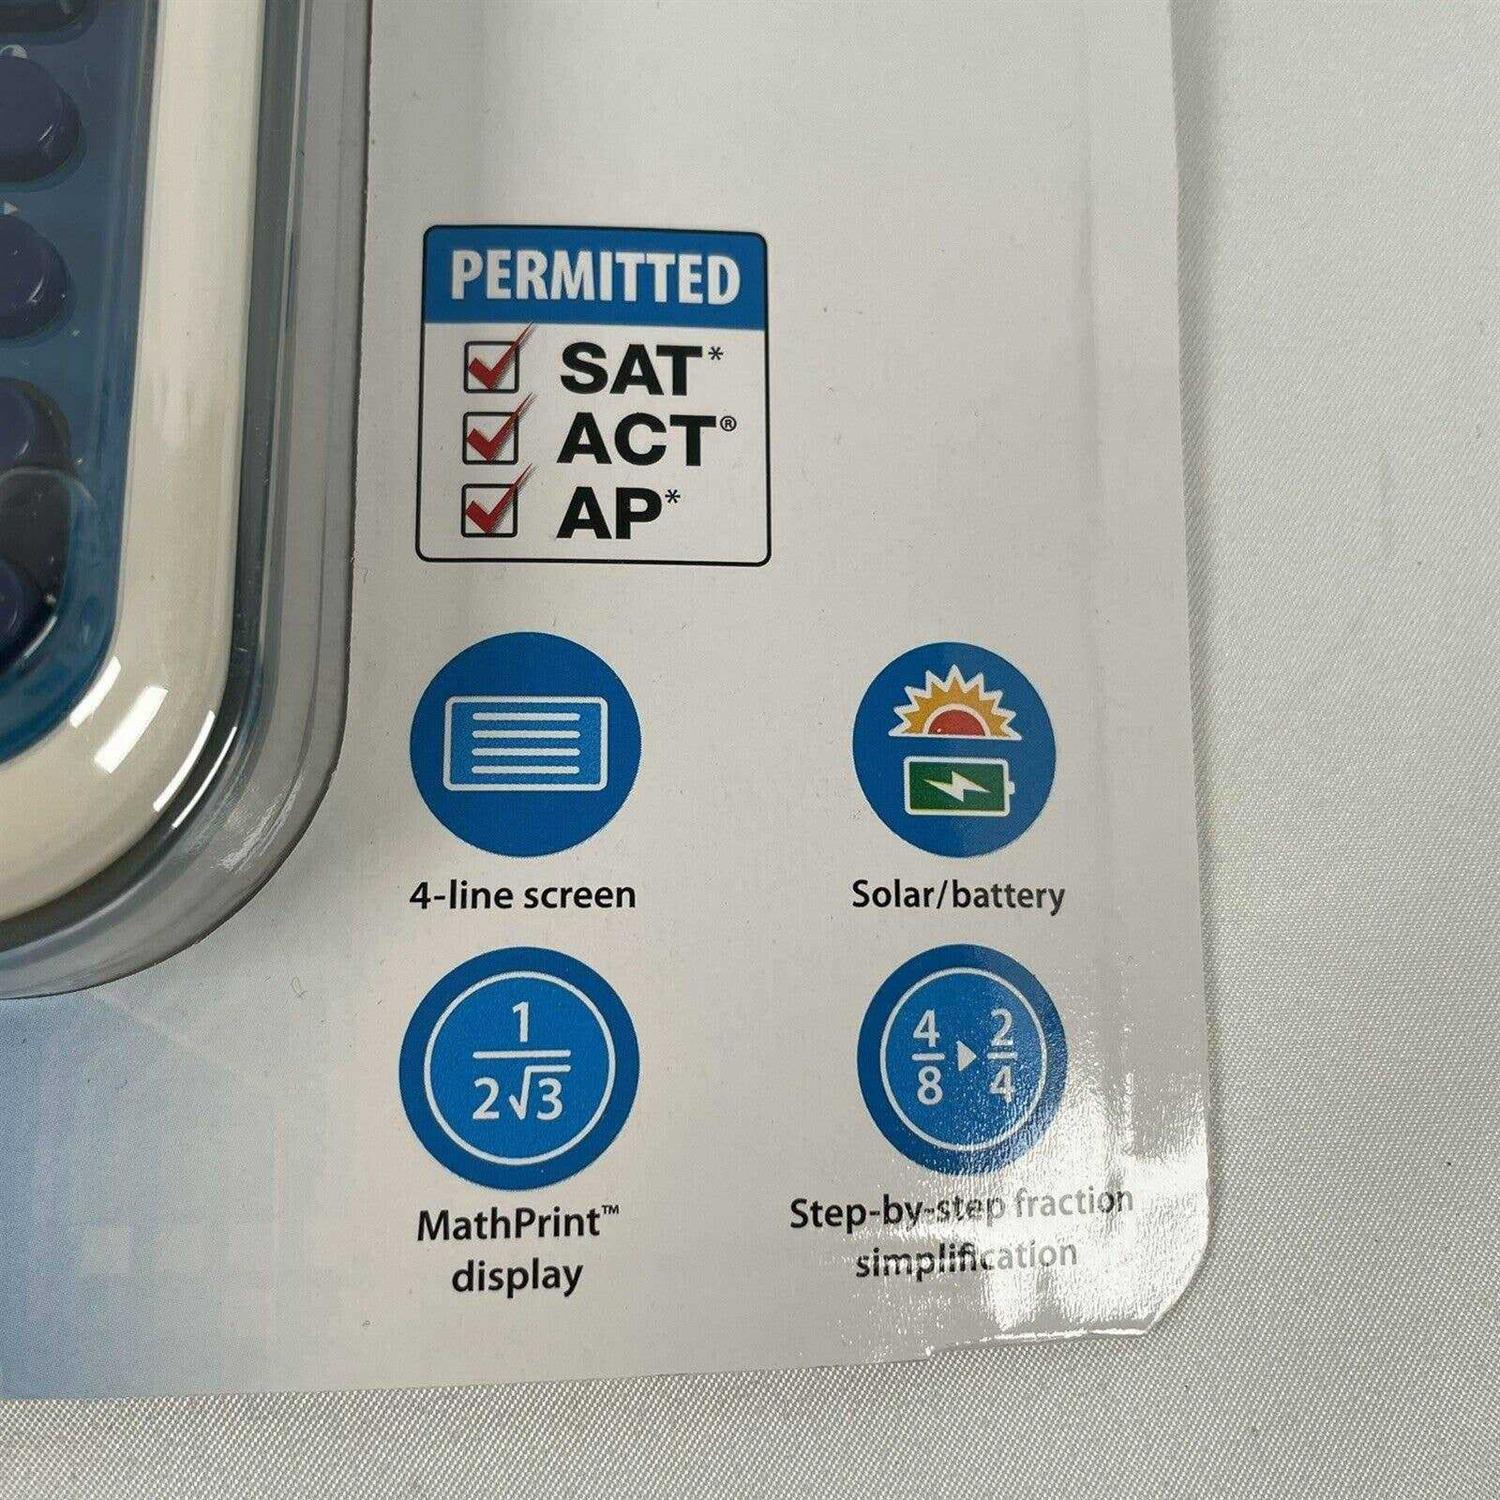 PERMITTED
SAT*
ACT®
AP*
4-line screen
Solar/battery
1
2√3
4 2
8 4
MathPrint™
display
Step-by-step fraction
simplification